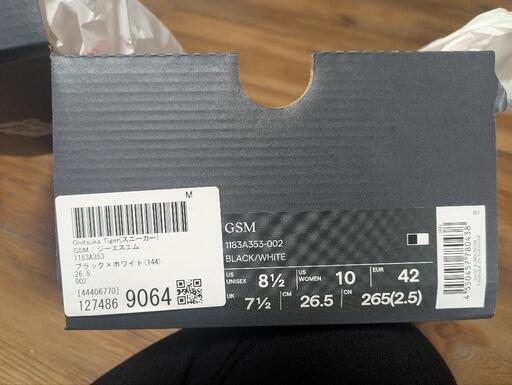 M
Onitsuka Tiger(スニーカー)
GSM / ジーエスエム
1183A353
ブラック×ホワイト(144)
26.5
002
[44406770]
127486 9064
GSM
1183A353-002
BLACK/WHITE
US UNISEX 8½ US WOMEN 10 EUR 42
UK 7½ CM 26.5 CN 265(2.5)
BY
4550457780438